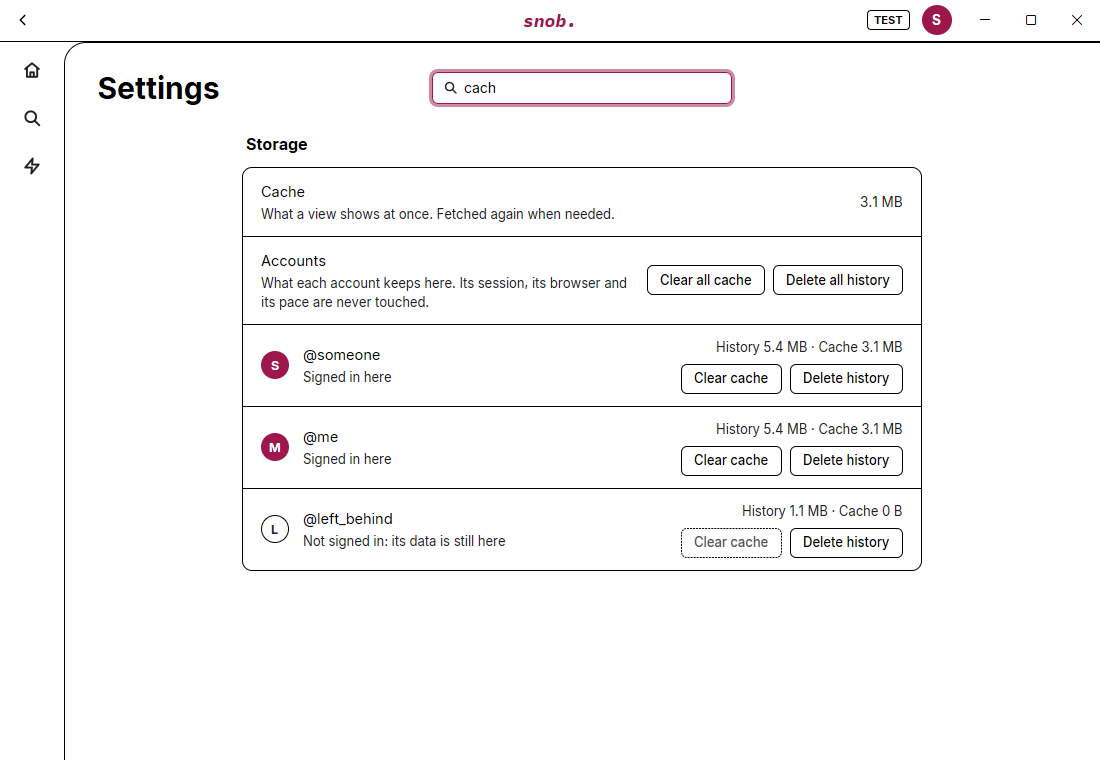 snob.
TEST
S
Settings
cach
Storage
Cache
What a view shows at once. Fetched again when needed.
3.1 MB
Accounts
What each account keeps here. Its session, its browser and
its pace are never touched.
Clear all cache
Delete all history
S
@someone
Signed in here
History 5.4 MB · Cache 3.1 MB
Clear cache
Delete history
M
@me
Signed in here
History 5.4 MB · Cache 3.1 MB
Clear cache
Delete history
L
@left_behind
Not signed in: its data is still here
History 1.1 MB · Cache 0 B
Clear cache
Delete history